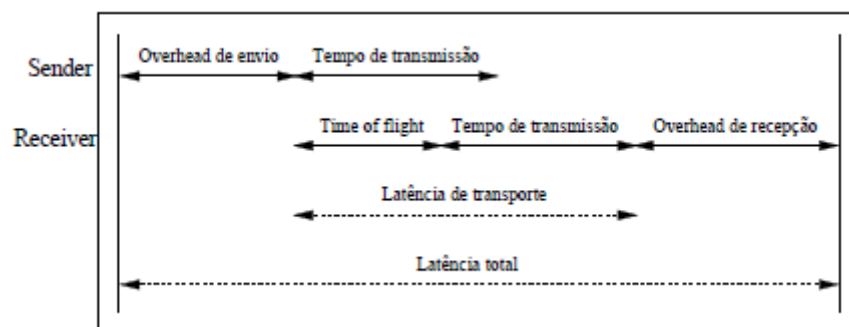 Sender
Overhead de envio
Tempo de transmissão
Receiver
Time of flight
Tempo de transmissão
Overhead de recepção
Latência de transporte
Latência total